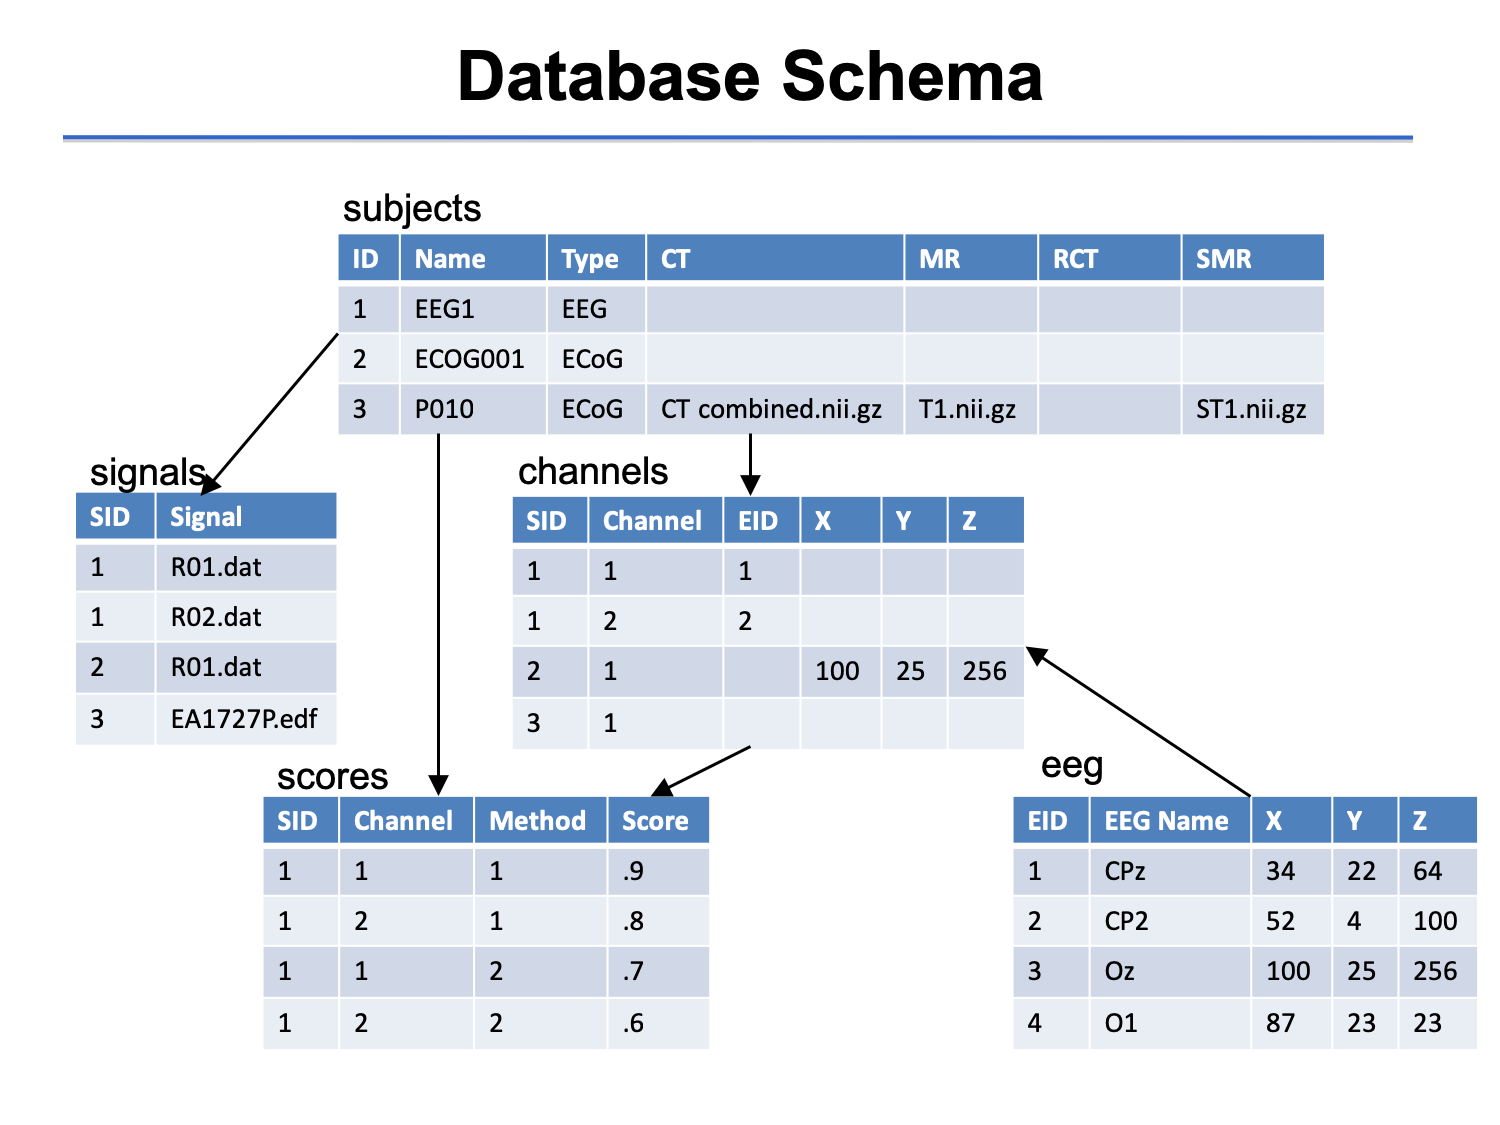 Database Schema
subjects
ID Name Type CT MR RCT SMR
1 EEG1 EEG
2 ECOG001 ECoG
3 P010 ECoG CT combined.nii.gz T1.nii.gz ST1.nii.gz
signals
SID Signal
1 R01.dat
1 R02.dat
2 R01.dat
3 EA1727P.edf
channels
SID Channel EID X Y Z
1 1 1
1 2 2
2 1 100 25 256
3 1
scores
SID Channel Method Score
1 1 1 .9
1 2 1 .8
1 1 2 .7
1 2 2 .6
eeg
EID EEG Name X Y Z
1 CPz 34 22 64
2 CP2 52 4 100
3 Oz 100 25 256
4 O1 87 23 23